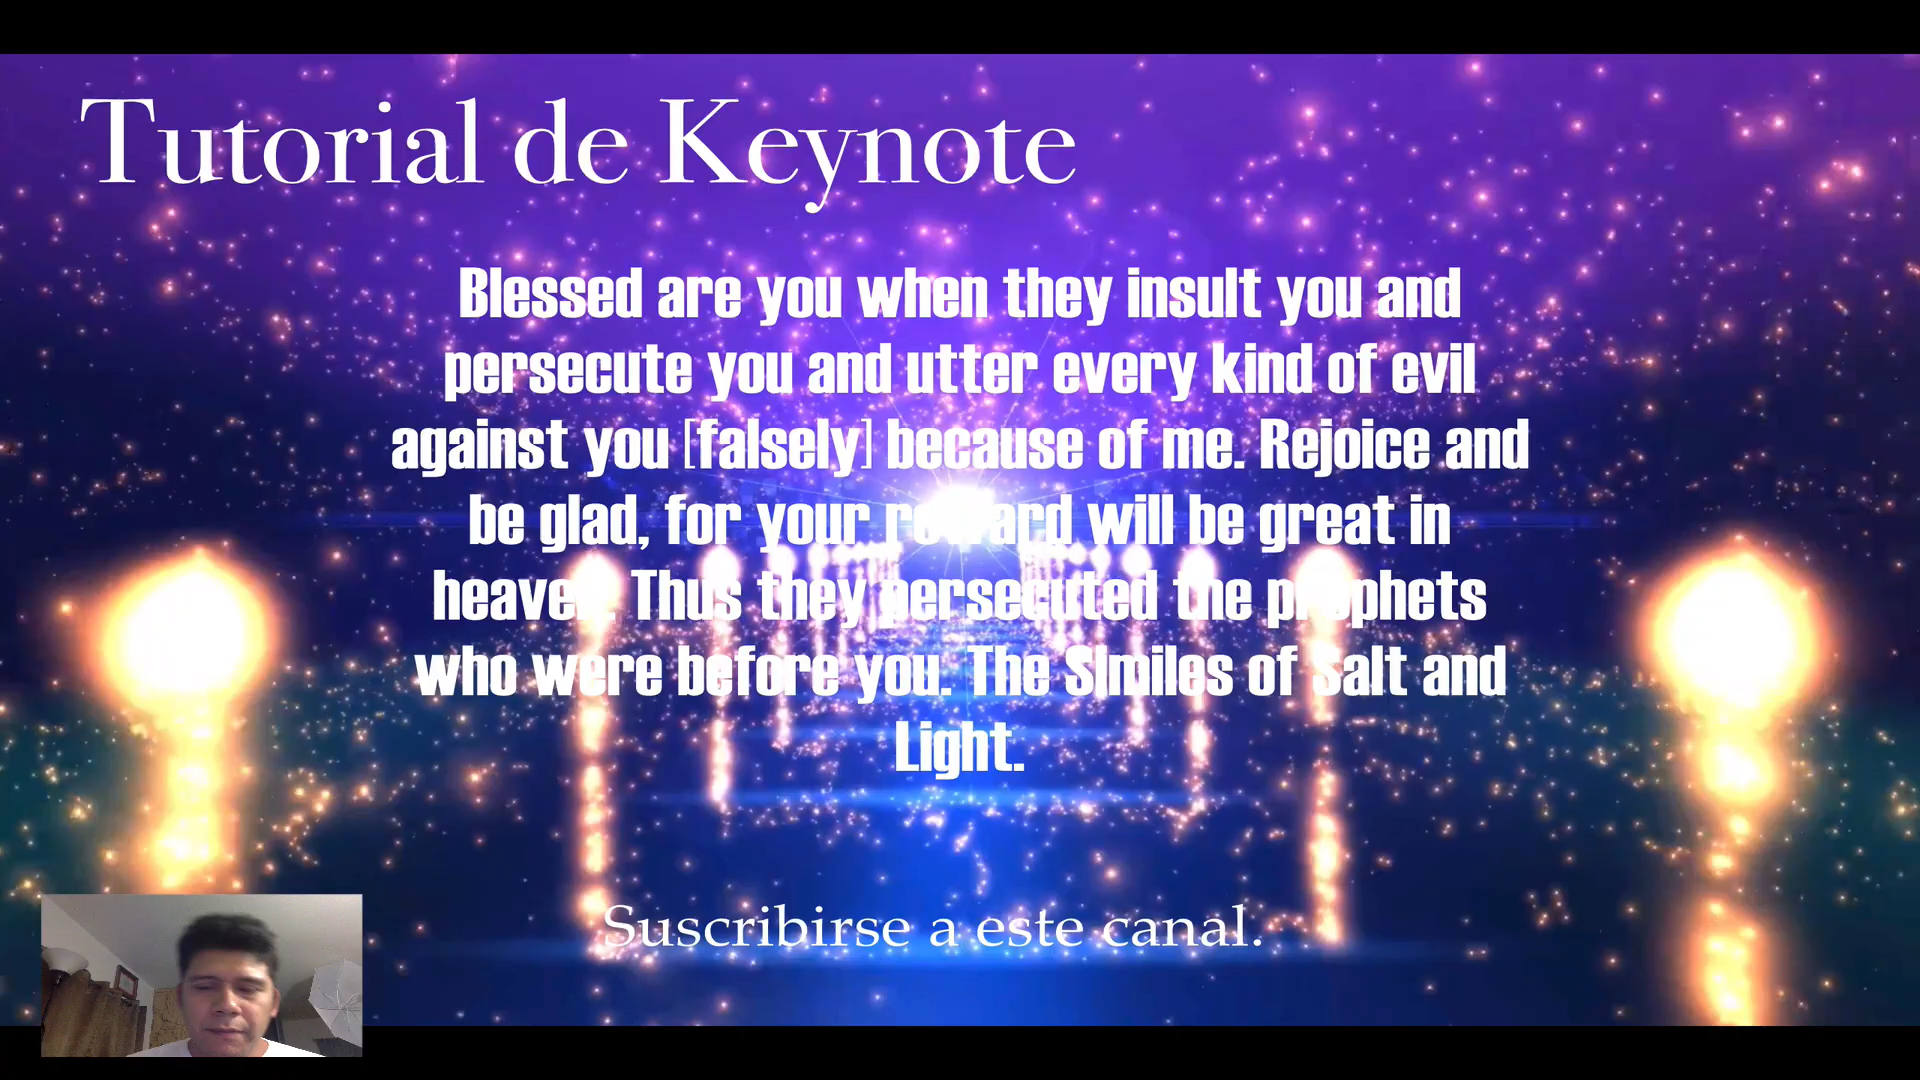 Tutorial de Keynote
Blessed are you when they insult you and
persecute you and utter every kind of evil
against you [falsely] because of me. Rejoice and
be glad, for your reward will be great in
heaven. Thus they persecuted the prophets
who were before you. The Similes of Salt and
Light.
Suscribirse a este canal.